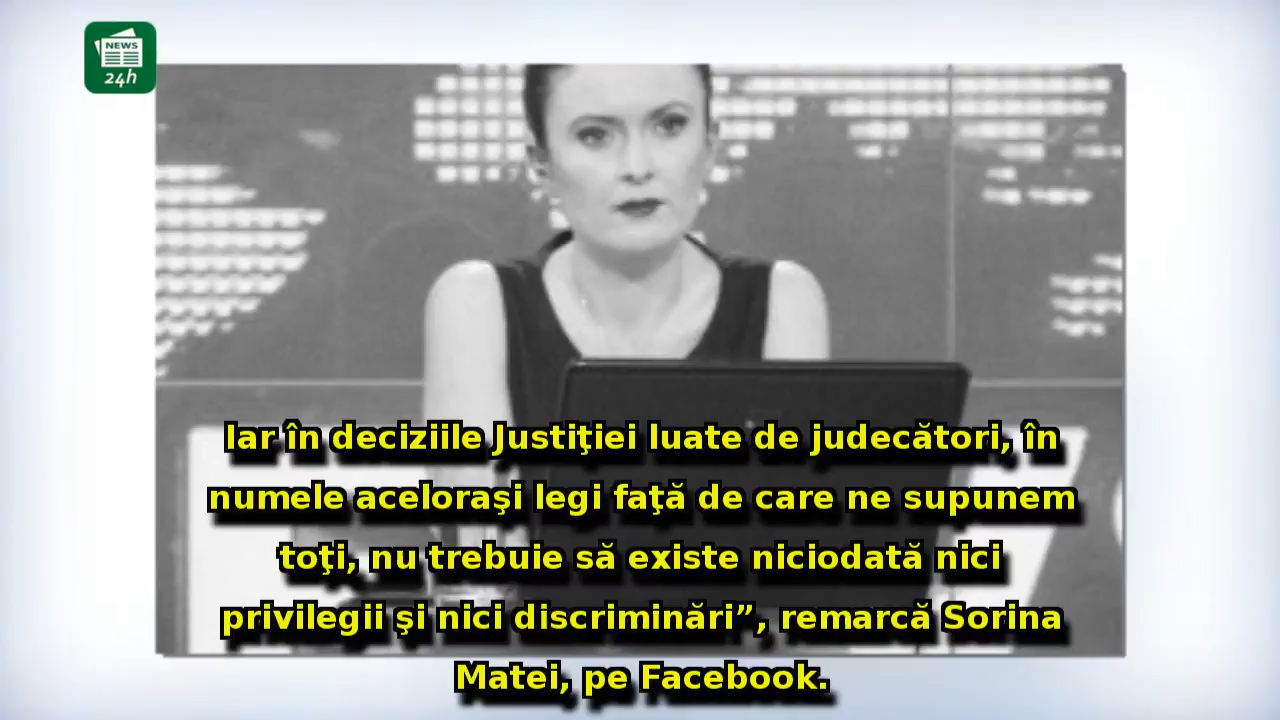 NEWS
24h
Iar în deciziile Justiţiei luate de judecători, în
numele aceloraşi legi faţă de care ne supunem
toţi, nu trebuie să existe niciodată nici
privilegii şi nici discriminări”, remarcă Sorina
Matei, pe Facebook.